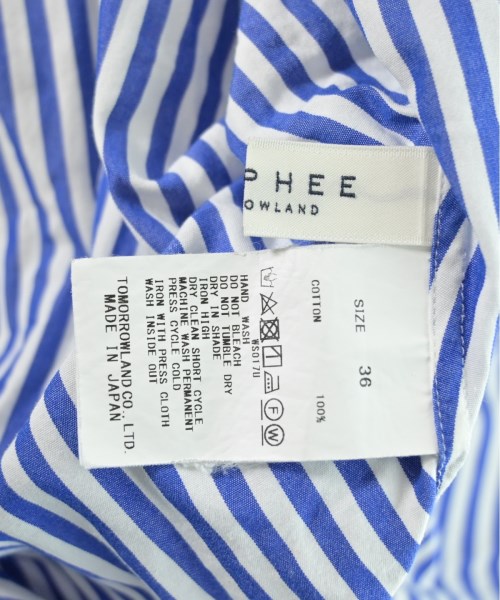 PHEE
OWLAND
SIZE 36
COTTON 100%
WS017U
HAND WASH
DO NOT BLEACH
DO NOT TUMBLE DRY
DRY IN SHADE
IRON HIGH
DRY CLEAN SHORT CYCLE
MACHINE WASH PERMANENT
PRESS CYCLE COLD
IRON WITH PRESS CLOTH
WASH INSIDE OUT
TOMORROWLAND CO., LTD.
MADE IN JAPAN